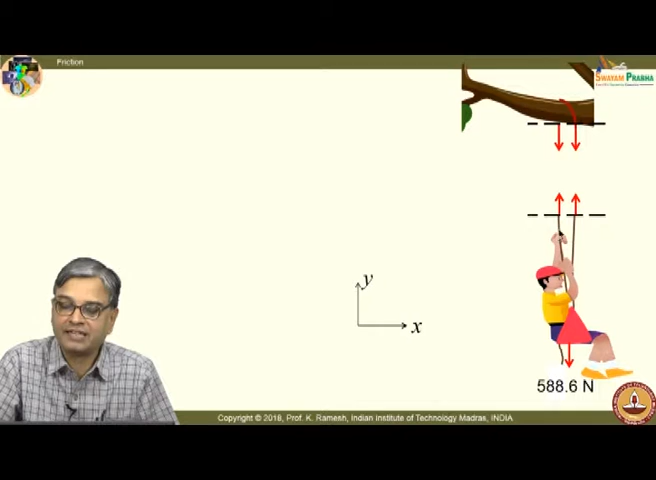 Friction
SWAYAM PRABHA
y
x
588.6 N
Copyright © 2018, Prof. K. Ramesh, Indian Institute of Technology Madras, INDIA